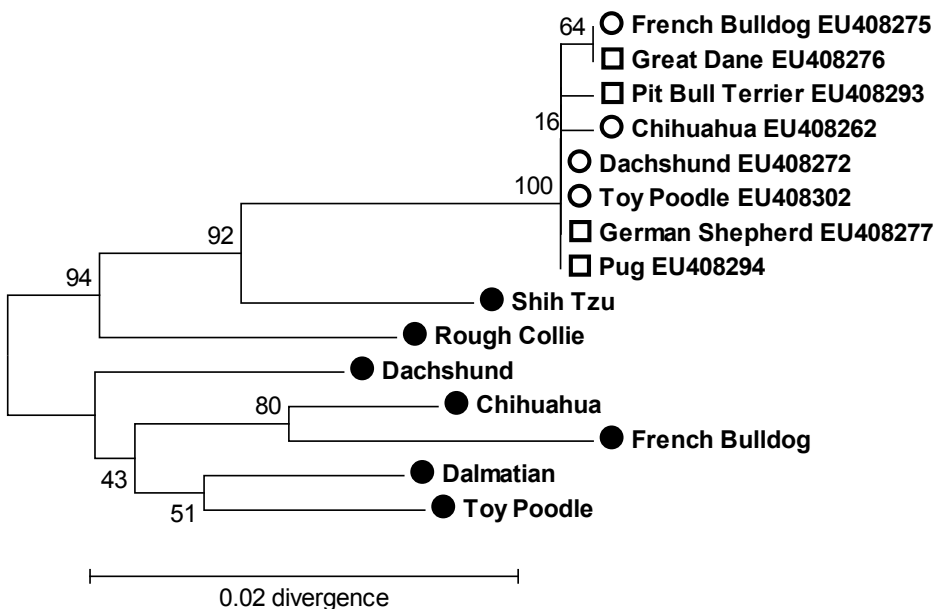 64
French Bulldog EU408275
Great Dane EU408276
Pit Bull Terrier EU408293
16
Chihuahua EU408262
Dachshund EU408272
100
Toy Poodle EU408302
92
German Shepherd EU408277
Pug EU408294
94
Shih Tzu
Rough Collie
Dachshund
80
Chihuahua
French Bulldog
43
Dalmatian
51
Toy Poodle
0.02 divergence